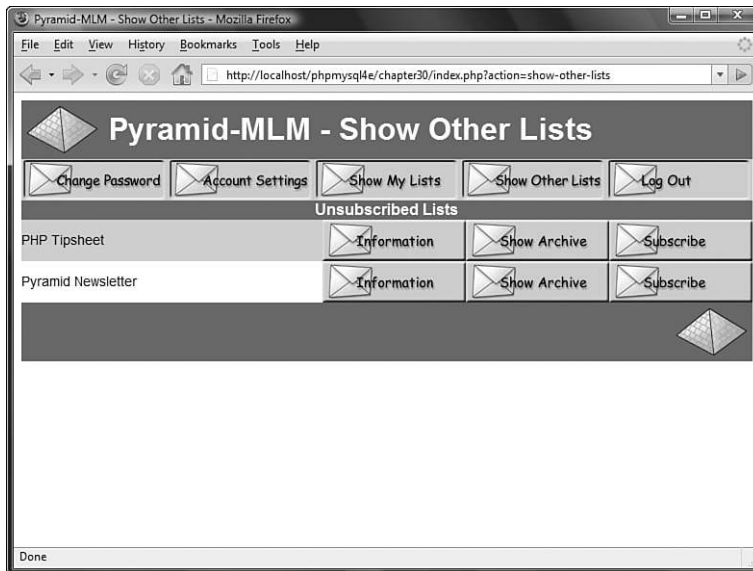 Pyramid-MLM - Show Other Lists - Mozilla Firefox
File Edit View History Bookmarks Tools Help
http://localhost/phpmysql4e/chapter30/index.php?action=show-other-lists
Pyramid-MLM - Show Other Lists
Change Password Account Settings Show My Lists Show Other Lists Log Out
Unsubscribed Lists
PHP Tipsheet Information Show Archive Subscribe
Pyramid Newsletter Information Show Archive Subscribe
Done